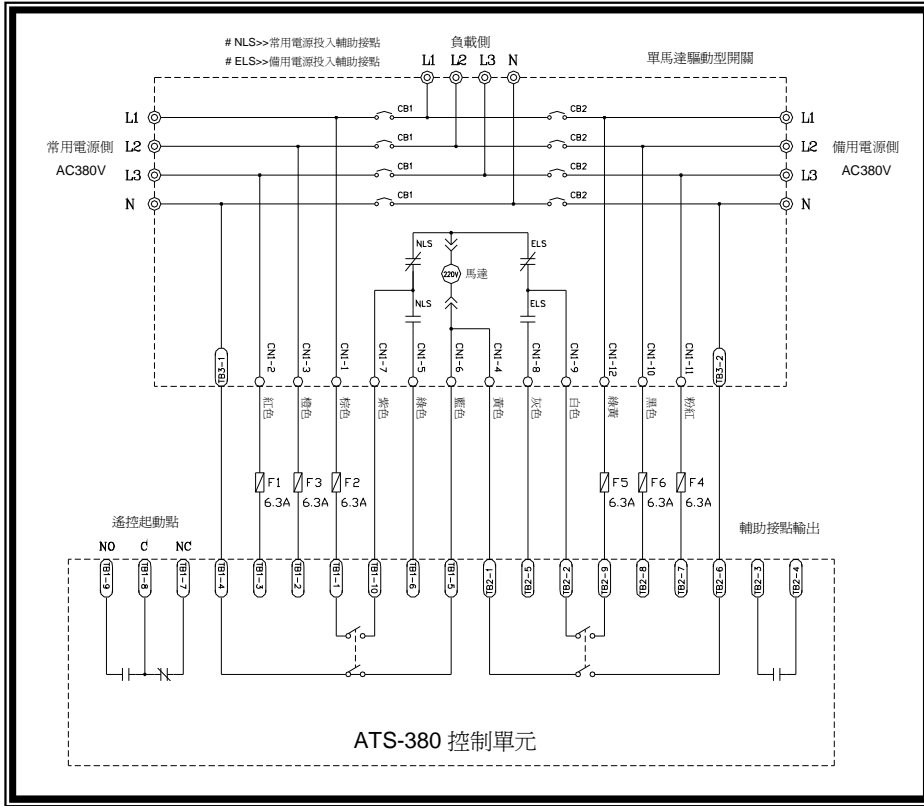 # NLS>>常用電源投入輔助接點
# ELS>>備用電源投入輔助接點
負載側
L1 L2 L3 N
單馬達驅動型開關
常用電源側
AC380V
L1
L2
L3
N
CB1
CB1
CB1
CB1
CB2
CB2
CB2
CB2
L1
L2
L3
N
備用電源側
AC380V
NLS
NLS
220V
馬達
ELS
ELS
TB3-1
CN1-2
CN1-3
CN1-1
CN1-7
CN1-5
CN1-6
CN1-4
CN1-8
CN1-9
CN1-12
CN1-10
CN1-11
TB3-2
紅色
橙色
棕色
紫色
綠色
藍色
黃色
灰色
白色
綠黃
黑色
粉紅
F1
6.3A
F3
6.3A
F2
6.3A
F5
6.3A
F6
6.3A
F4
6.3A
遙控起動點
NO C NC
輔助接點輸出
TB1-9
TB1-8
TB1-7
TB1-4
TB1-3
TB1-2
TB1-1
TB1-10
TB1-6
TB1-5
TB2-1
TB2-5
TB2-2
TB2-9
TB2-8
TB2-7
TB2-6
TB2-3
TB2-4
ATS-380 控制單元